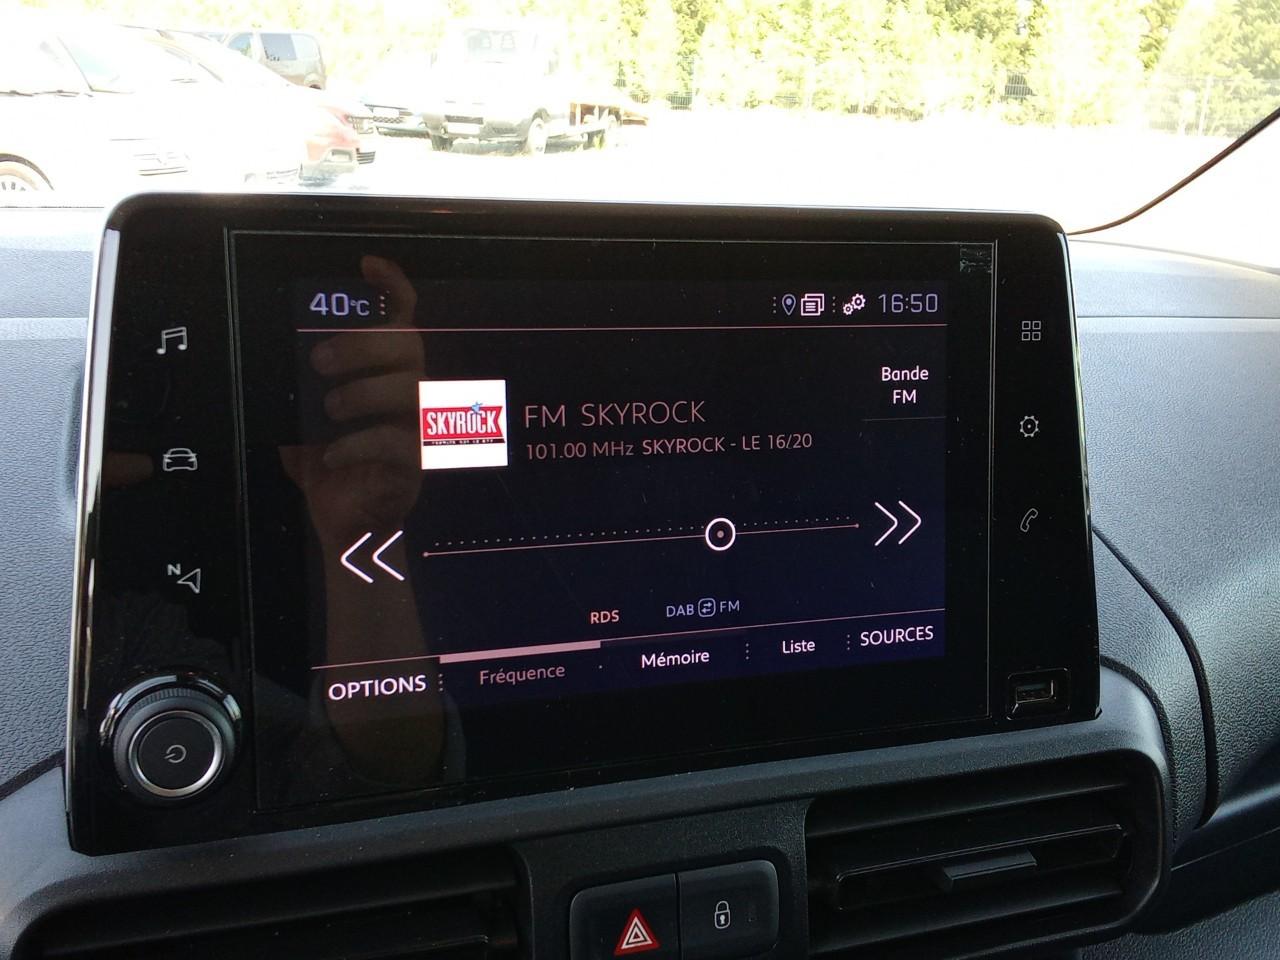 40°C
16:50
Bande
FM
SKYROCK
FM SKYROCK
101.00 MHz SKYROCK - LE 16/20
N
RDS
DAB FM
OPTIONS
Fréquence
Mémoire
Liste
SOURCES